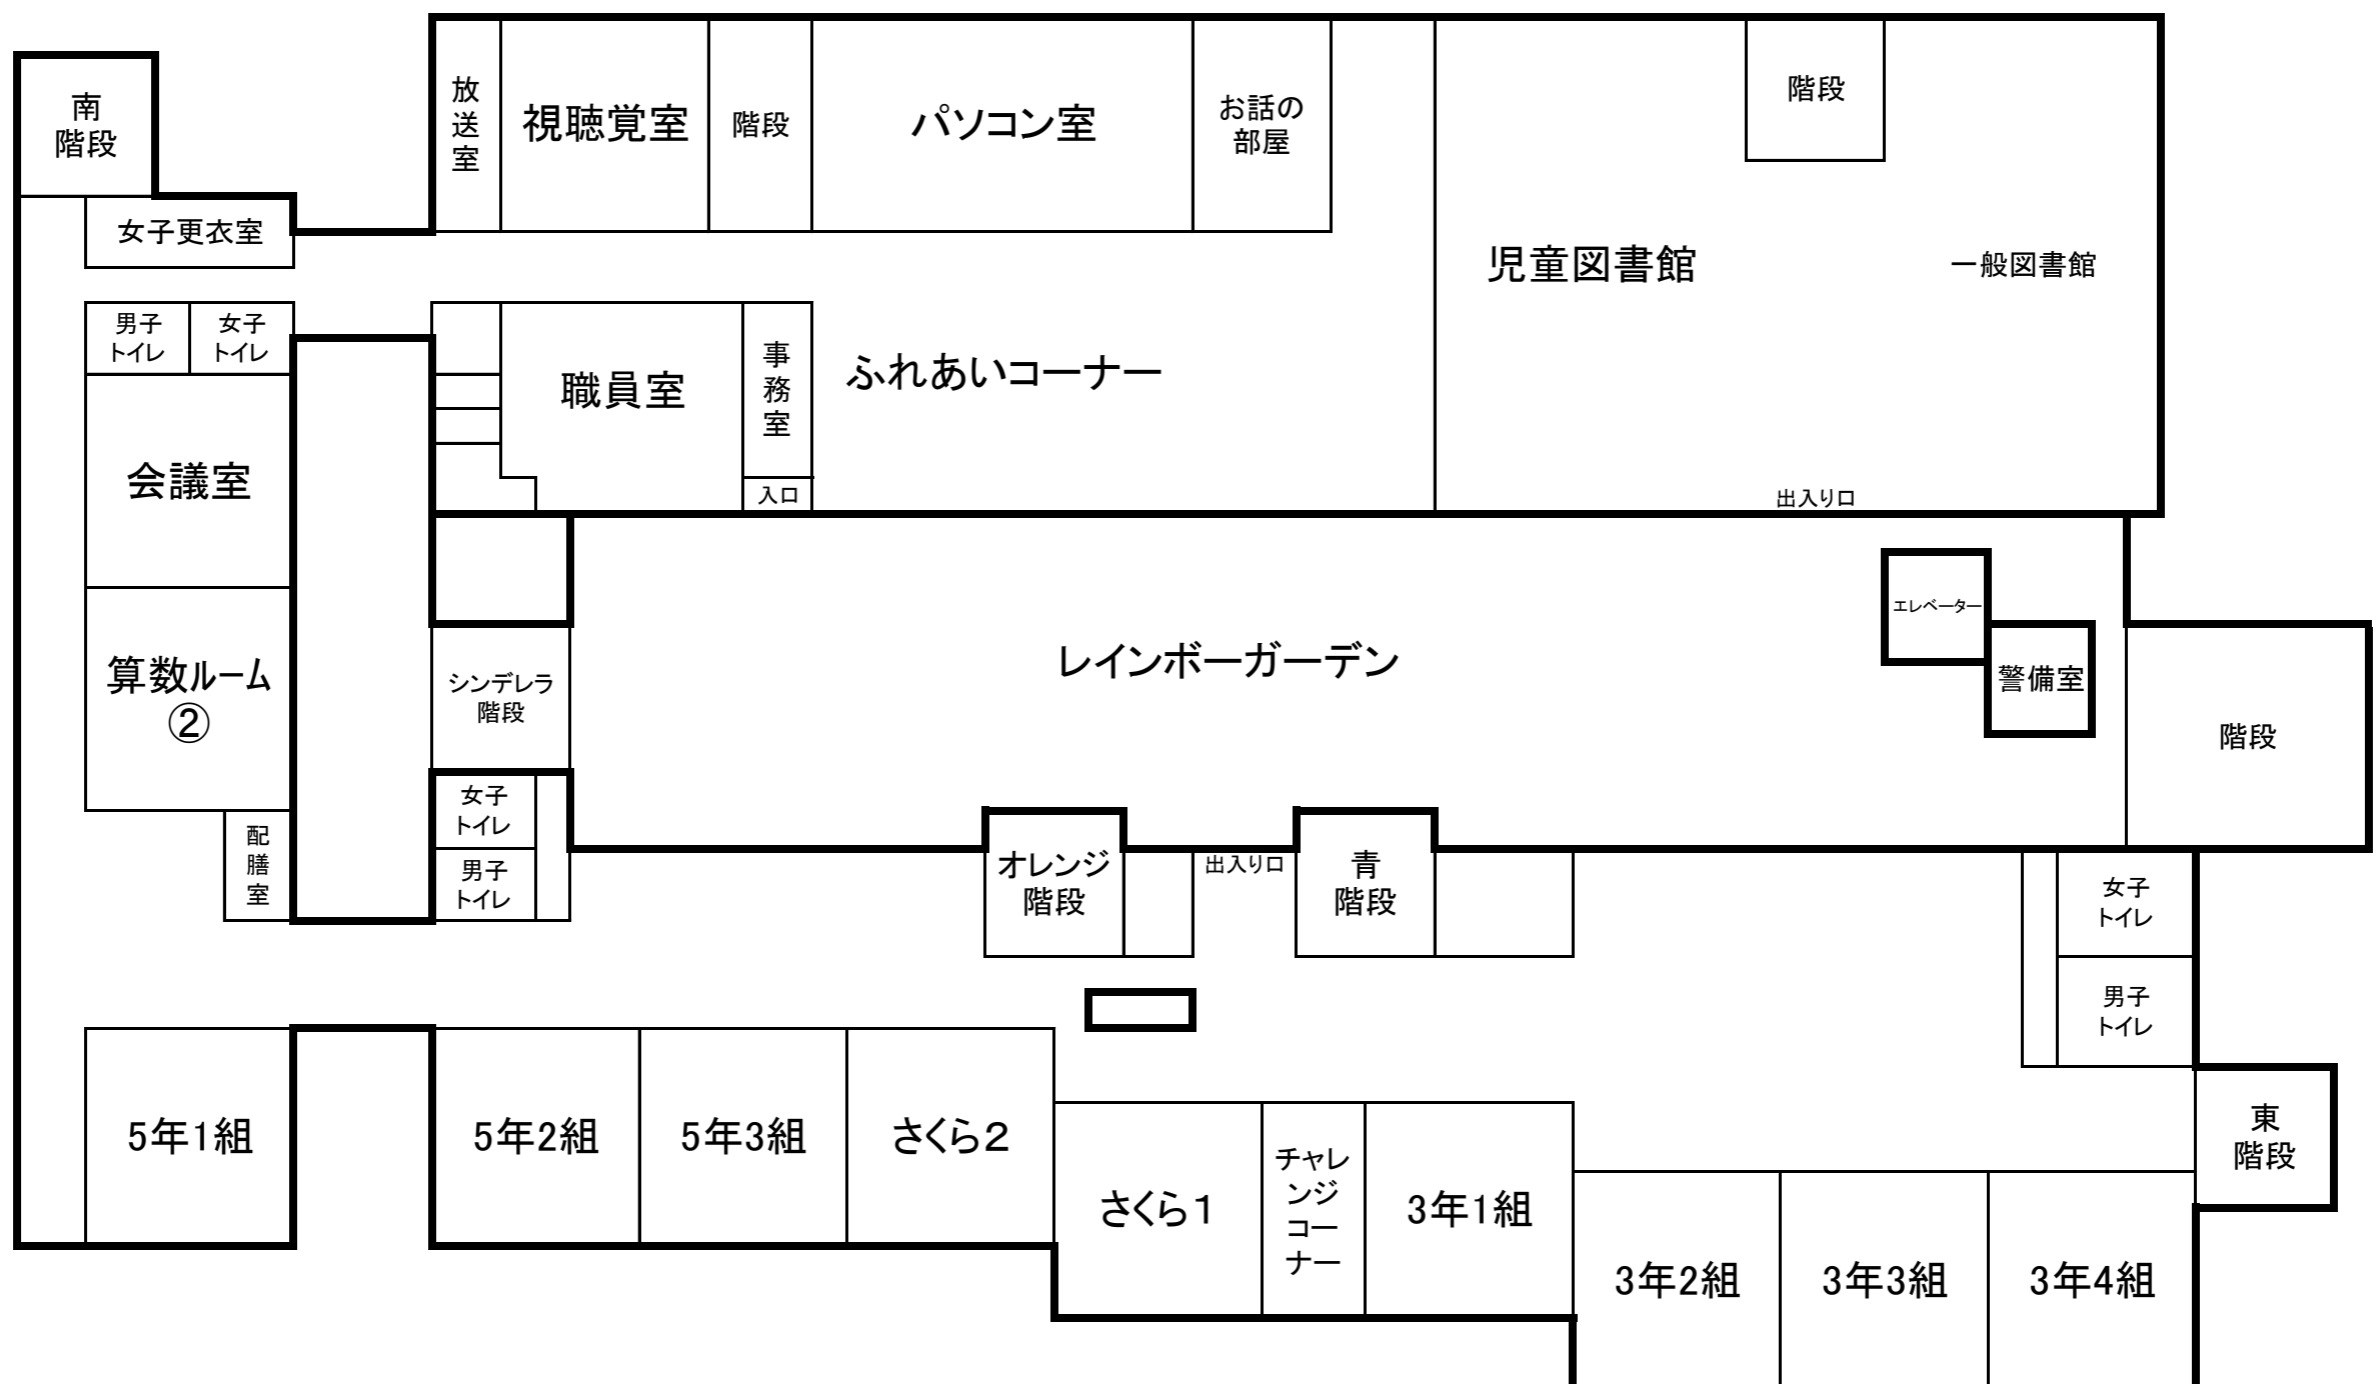 南
階段
放
送
室
視聴覚室
階段
パソコン室
お話の
部屋
階段
女子更衣室
児童図書館
一般図書館
男子
トイレ
女子
トイレ
職員室
事
務
室
ふれあいコーナー
会議室
入口
出入り口
エレベーター
警備室
算数ルーム
②
シンデレラ
階段
レインボーガーデン
階段
女子
トイレ
配
膳
室
男子
トイレ
オレンジ
階段
出入り口
青
階段
女子
トイレ
男子
トイレ
5年1組
5年2組
5年3組
さくら２
さくら１
チャレ
ンジ
コー
ナー
3年1組
東
階段
3年2組
3年3組
3年4組